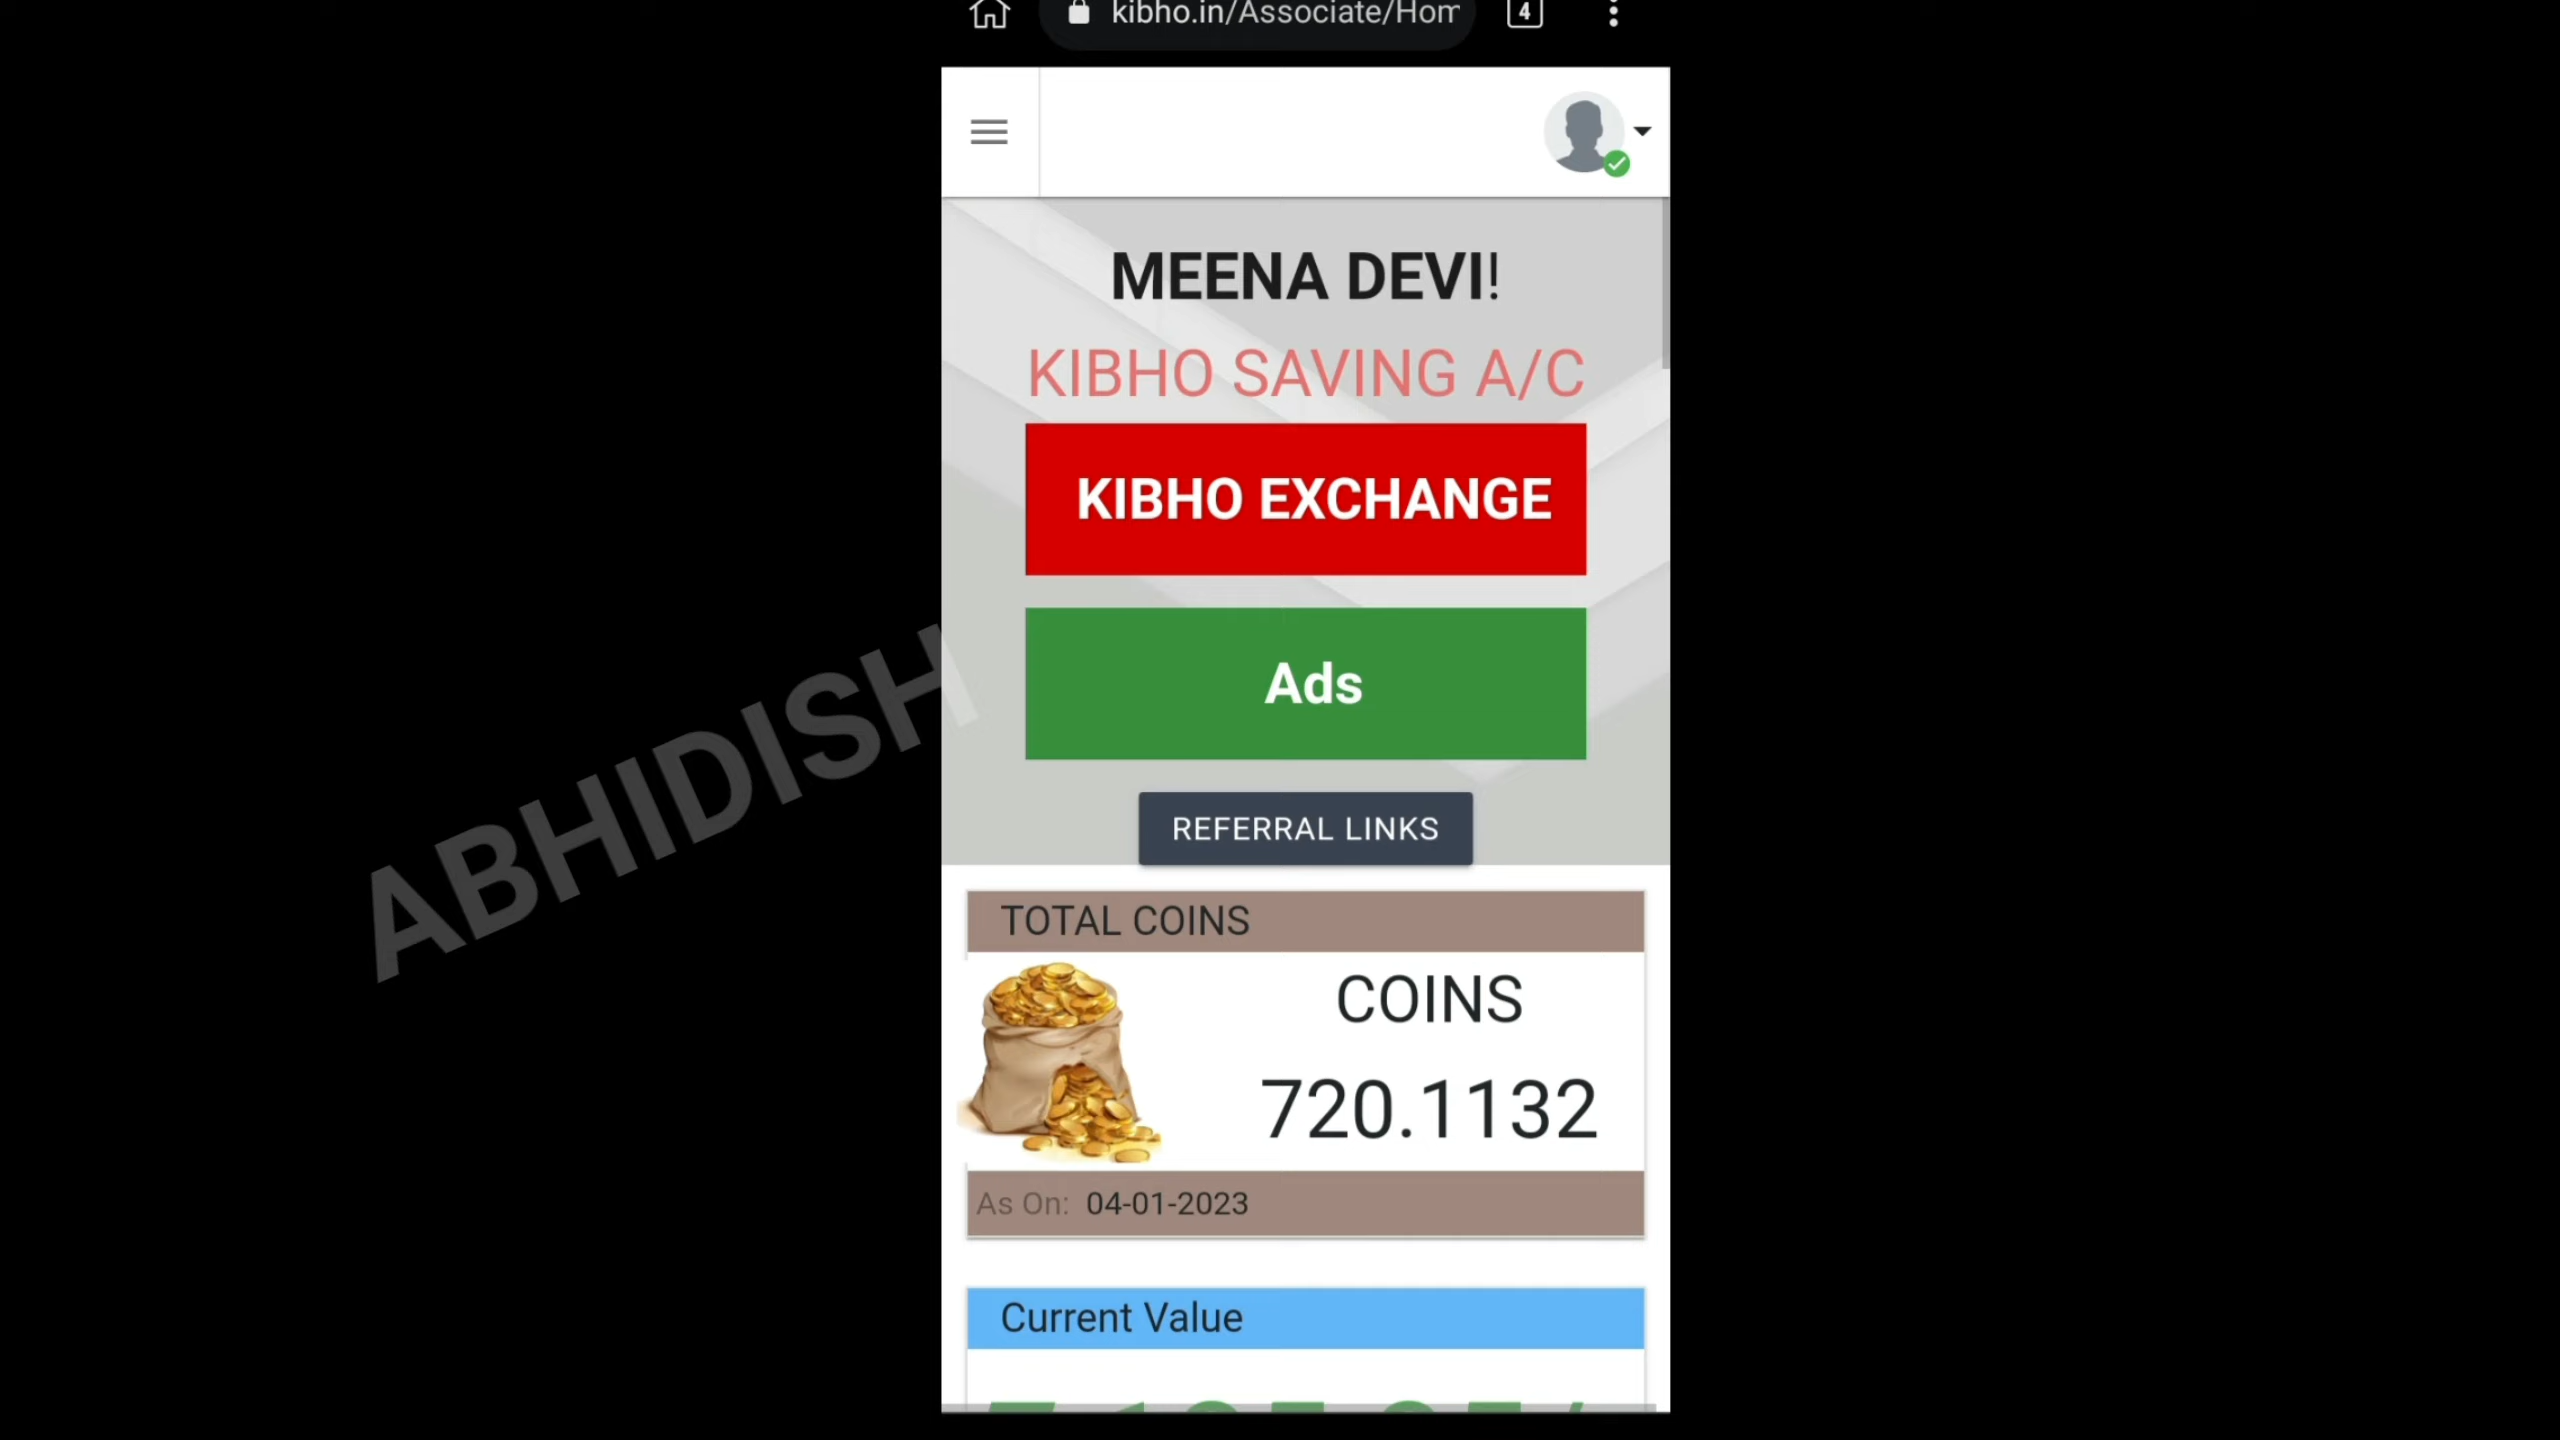 kibho.in/Associate/Hom
4
MEENA DEVI!
KIBHO SAVING A/C
KIBHO EXCHANGE
Ads
REFERRAL LINKS
ABHIDISH
TOTAL COINS
COINS
720.1132
As On: 04-01-2023
Current Value